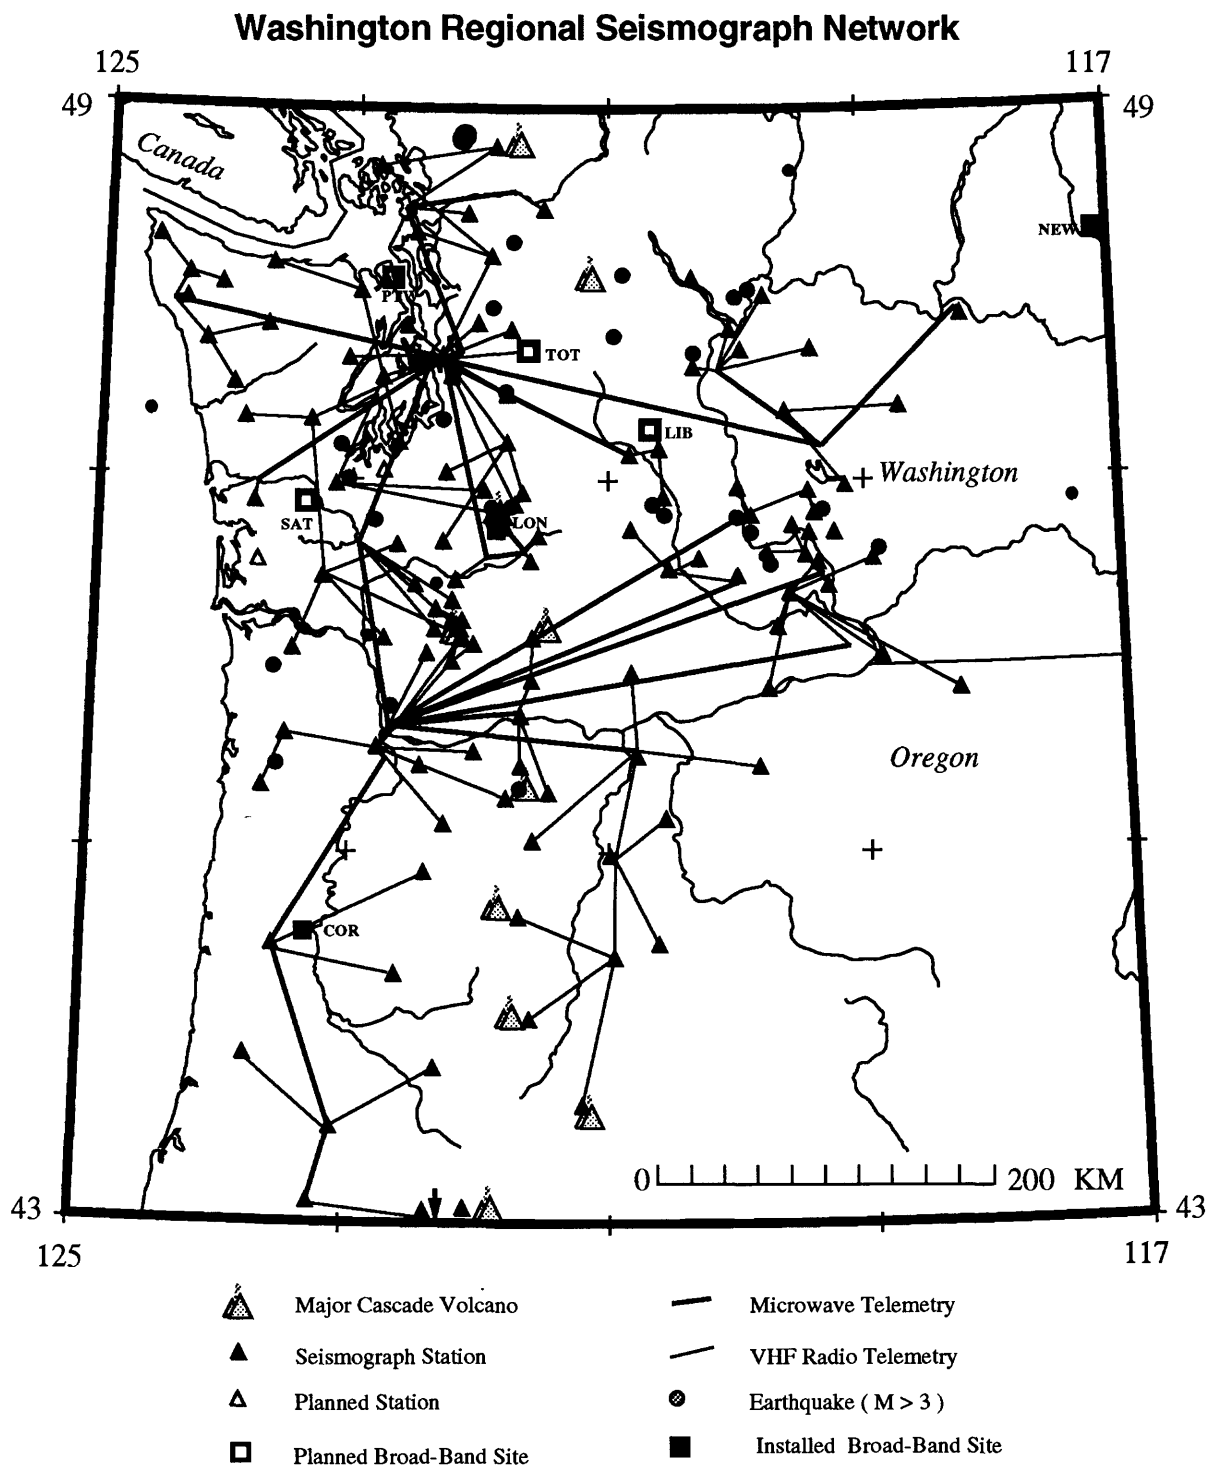 Washington Regional Seismograph Network
125 117
49 49
Canada
NEW
PT
TOT
LIB
Washington
SAT
LON
Oregon
COR
0 200 KM
43 43
125 117
Major Cascade Volcano
Microwave Telemetry
Seismograph Station
VHF Radio Telemetry
Planned Station
Earthquake ( M > 3 )
Planned Broad-Band Site
Installed Broad-Band Site